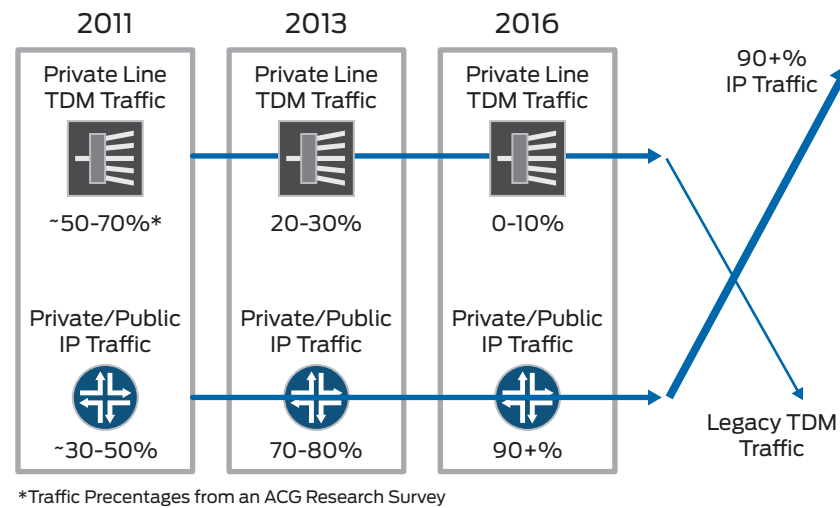 2011
Private Line
TDM Traffic
~50-70%*
Private/Public
IP Traffic
~30-50%
2013
Private Line
TDM Traffic
20-30%
Private/Public
IP Traffic
70-80%
2016
Private Line
TDM Traffic
0-10%
Private/Public
IP Traffic
90+%
90+%
IP Traffic
Legacy TDM
Traffic
*Traffic Precentages from an ACG Research Survey